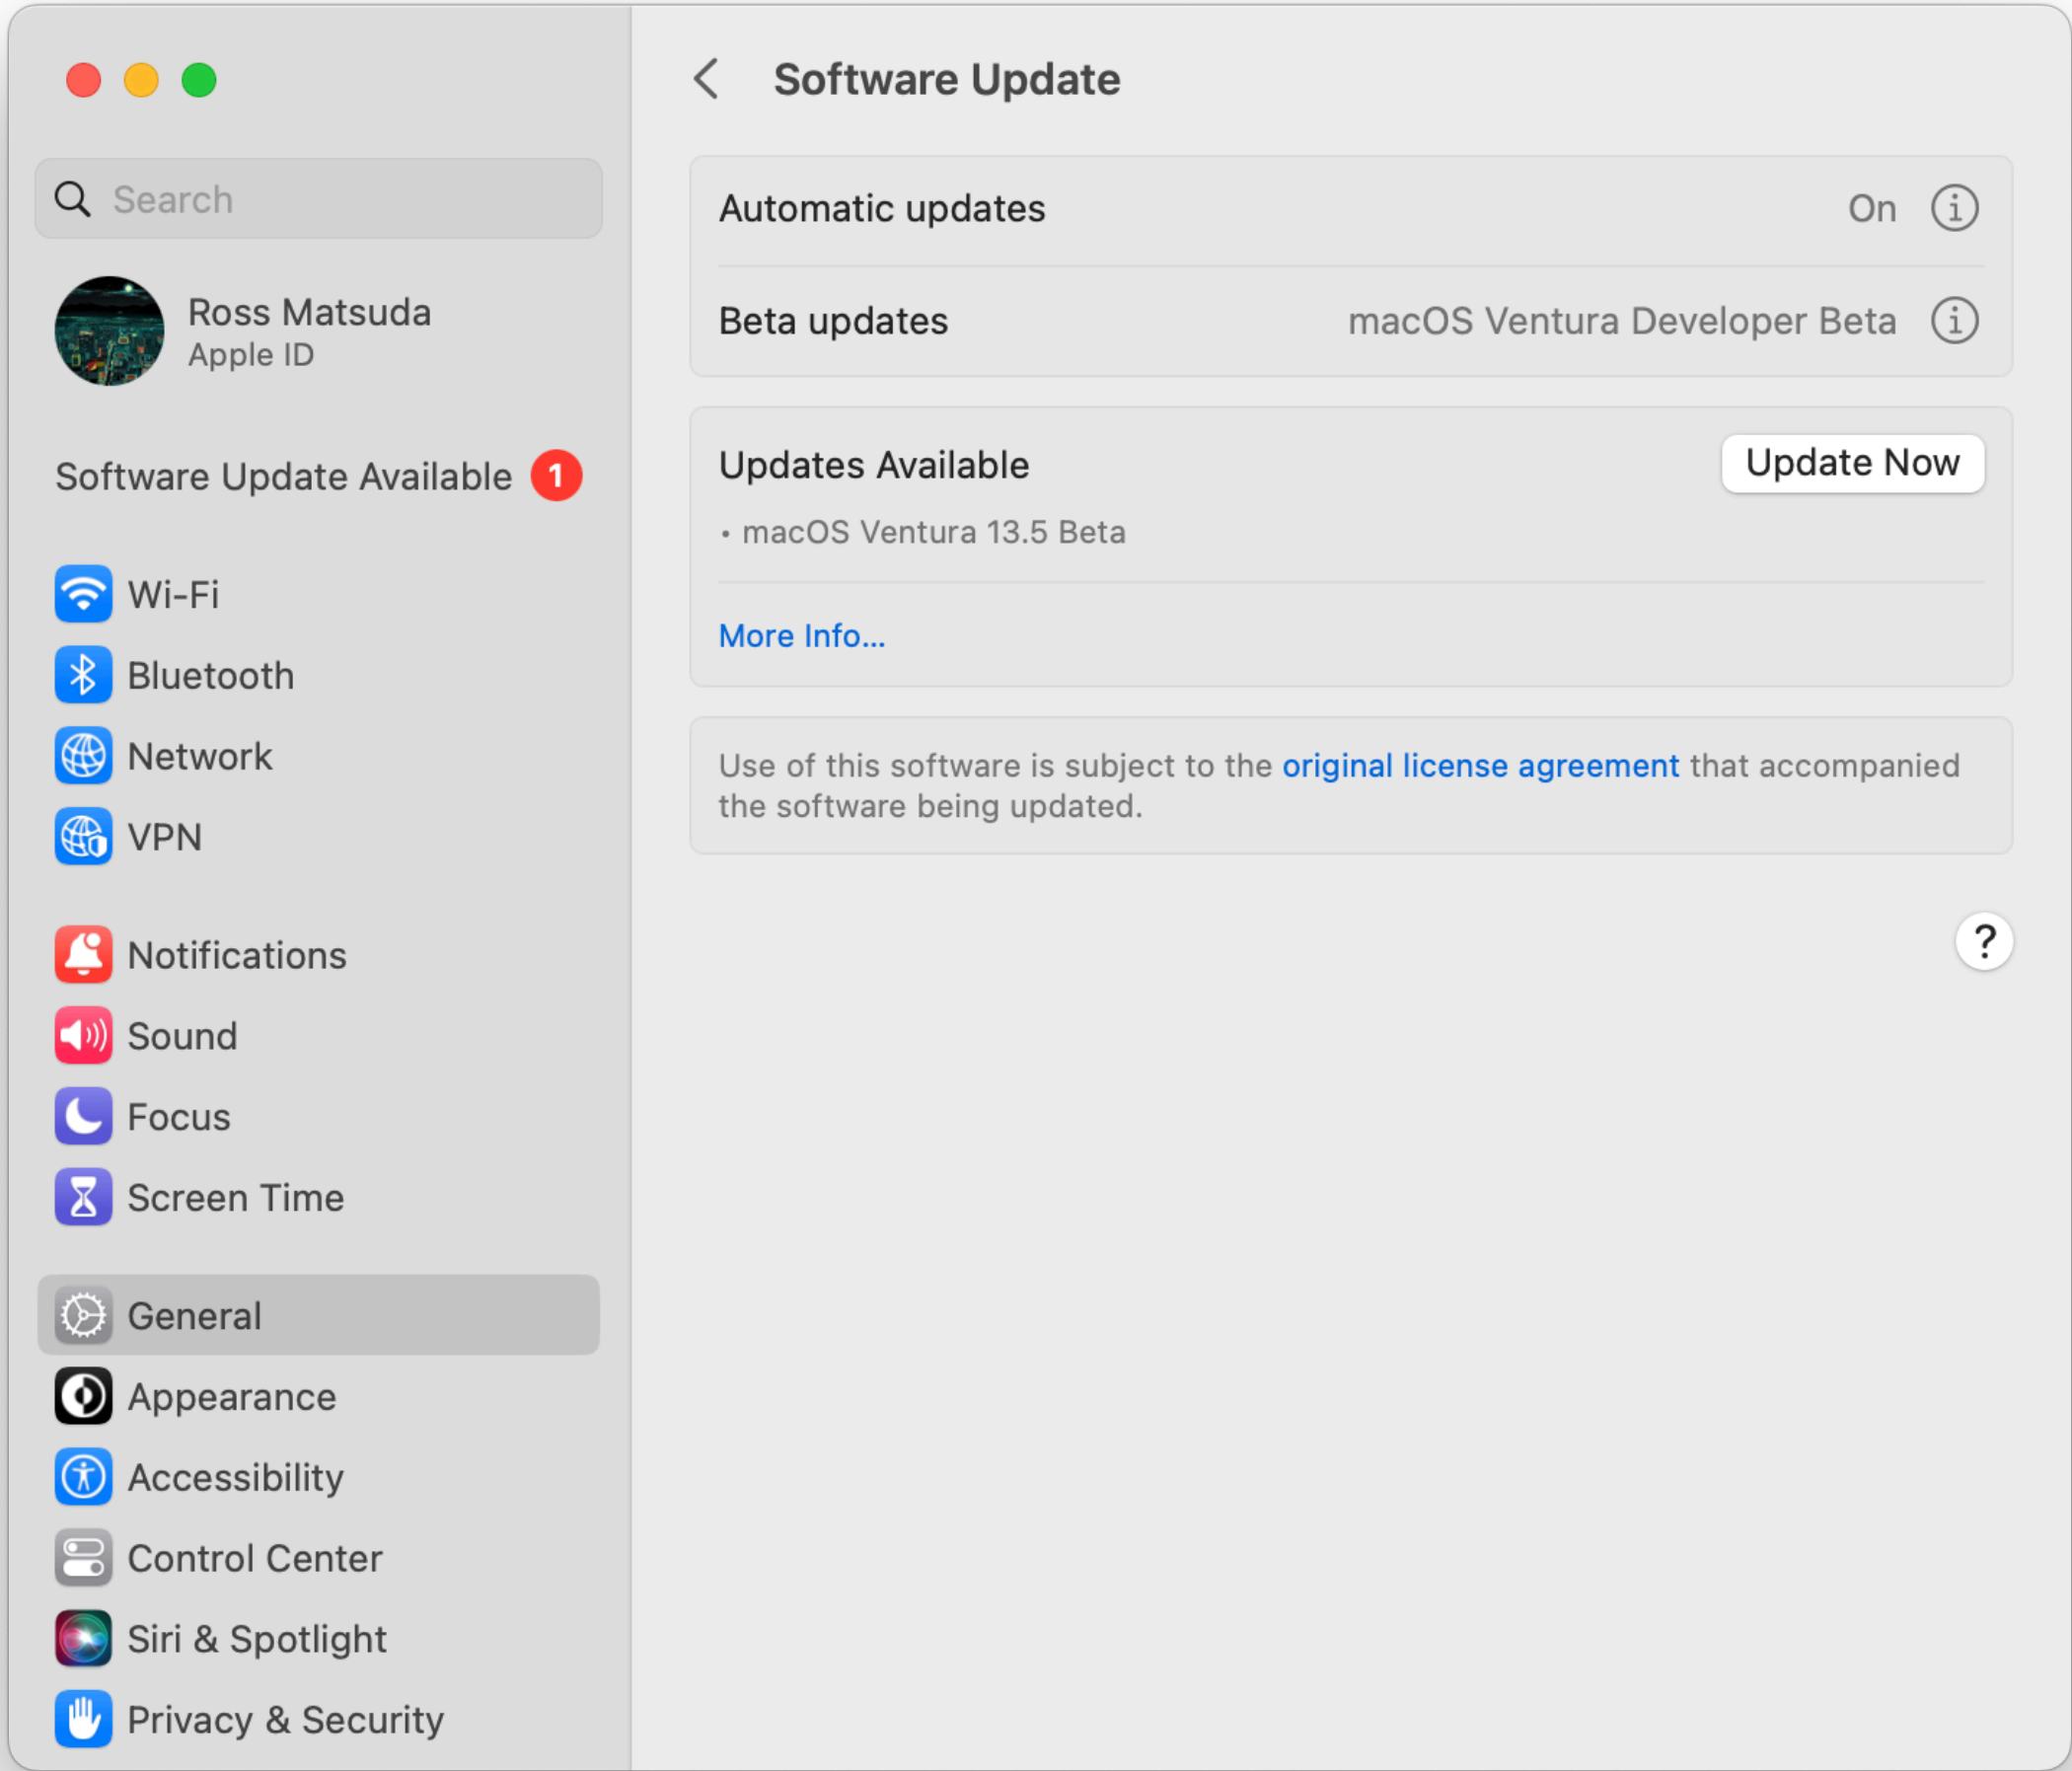 Search
Ross Matsuda
Apple ID
Software Update Available 1
Wi-Fi
Bluetooth
Network
VPN
Notifications
Sound
Focus
Screen Time
General
Appearance
Accessibility
Control Center
Siri & Spotlight
Privacy & Security
Software Update
Automatic updates On
Beta updates macOS Ventura Developer Beta
Updates Available Update Now
• macOS Ventura 13.5 Beta
More Info...
Use of this software is subject to the original license agreement that accompanied
the software being updated.
?